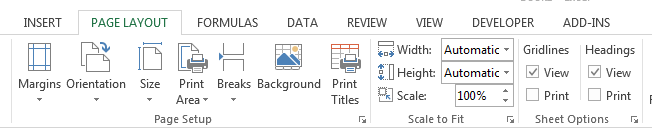 INSERT PAGE LAYOUT FORMULAS DATA REVIEW VIEW DEVELOPER ADD-INS
Margins Orientation Size Print Area Breaks Background Print Titles
Page Setup
Width: Automatic
Height: Automatic
Scale: 100%
Scale to Fit
Gridlines Headings
View View
Print Print
Sheet Options